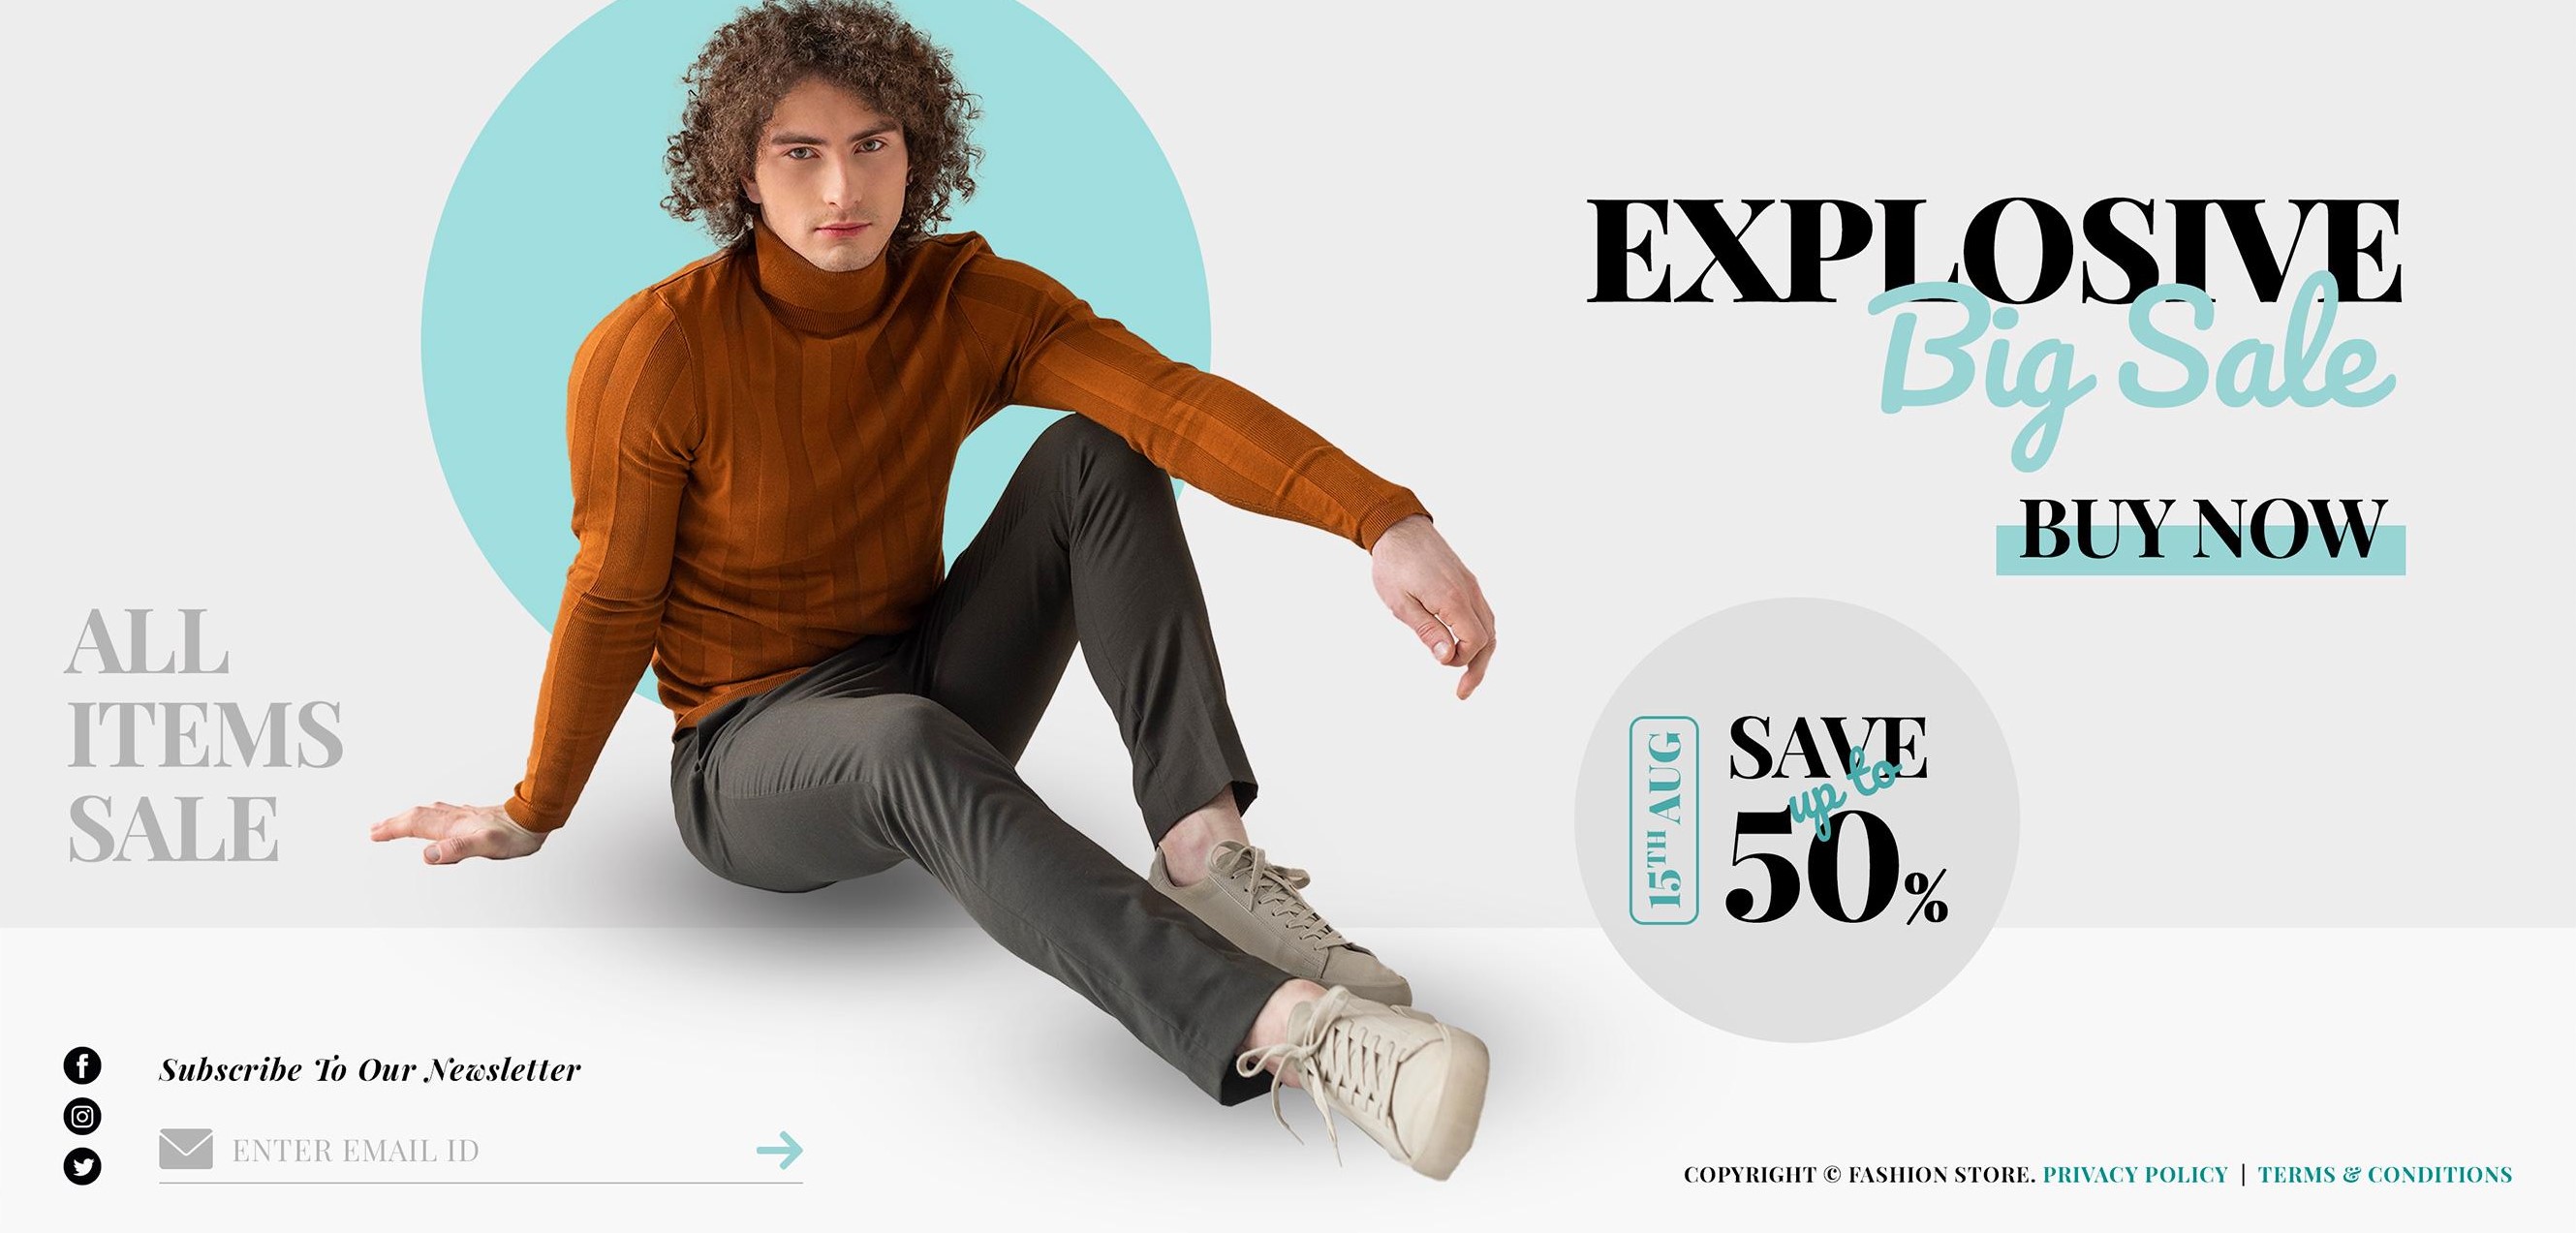 EXPLOSIVE
Big Sale
BUY NOW
ALL
ITEMS
SALE
15TH AUG
SAVE
up to
50%
Subscribe To Our Newsletter
ENTER EMAIL ID
COPYRIGHT © FASHION STORE. PRIVACY POLICY | TERMS & CONDITIONS